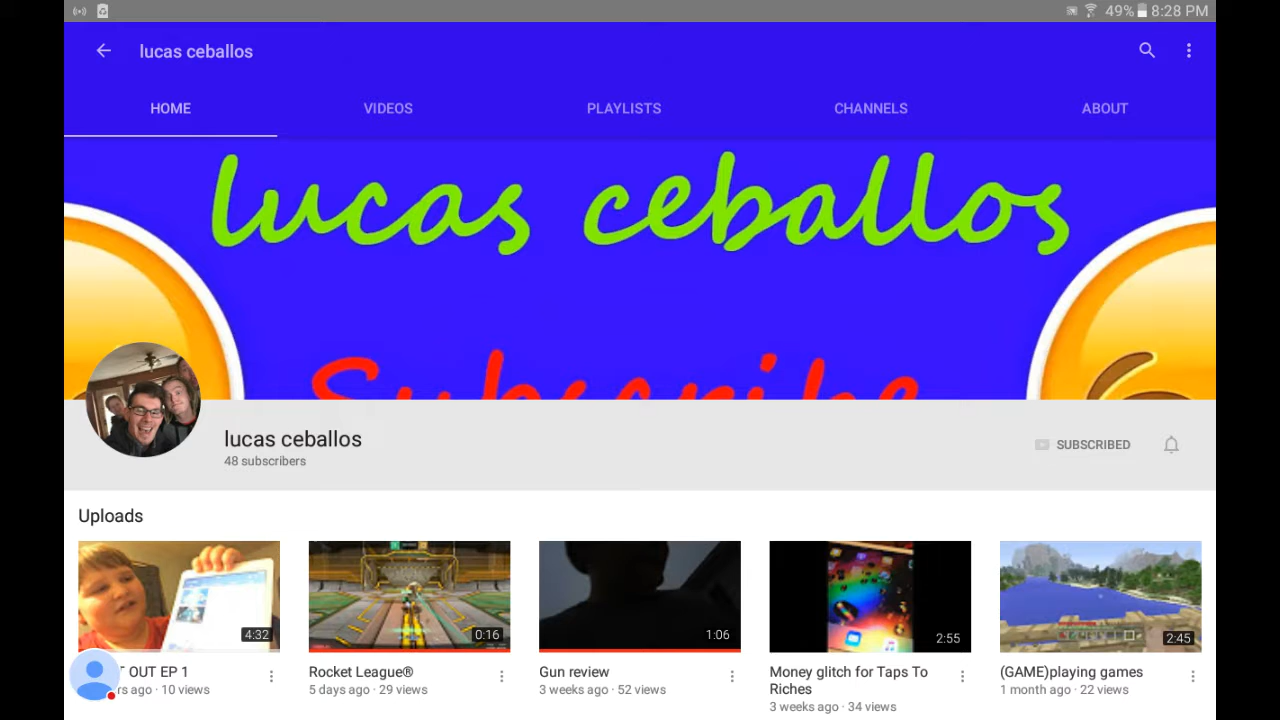 49% 8:28 PM
lucas ceballos
HOME VIDEOS PLAYLISTS CHANNELS ABOUT
lucas ceballos
Subscribe
lucas ceballos
48 subscribers
SUBSCRIBED
Uploads
4:32
0:16
1:06
2:55
2:45
T OUT EP 1
rs ago · 10 views
Rocket League®
5 days ago · 29 views
Gun review
3 weeks ago · 52 views
Money glitch for Taps To
Riches
3 weeks ago · 34 views
(GAME)playing games
1 month ago · 22 views